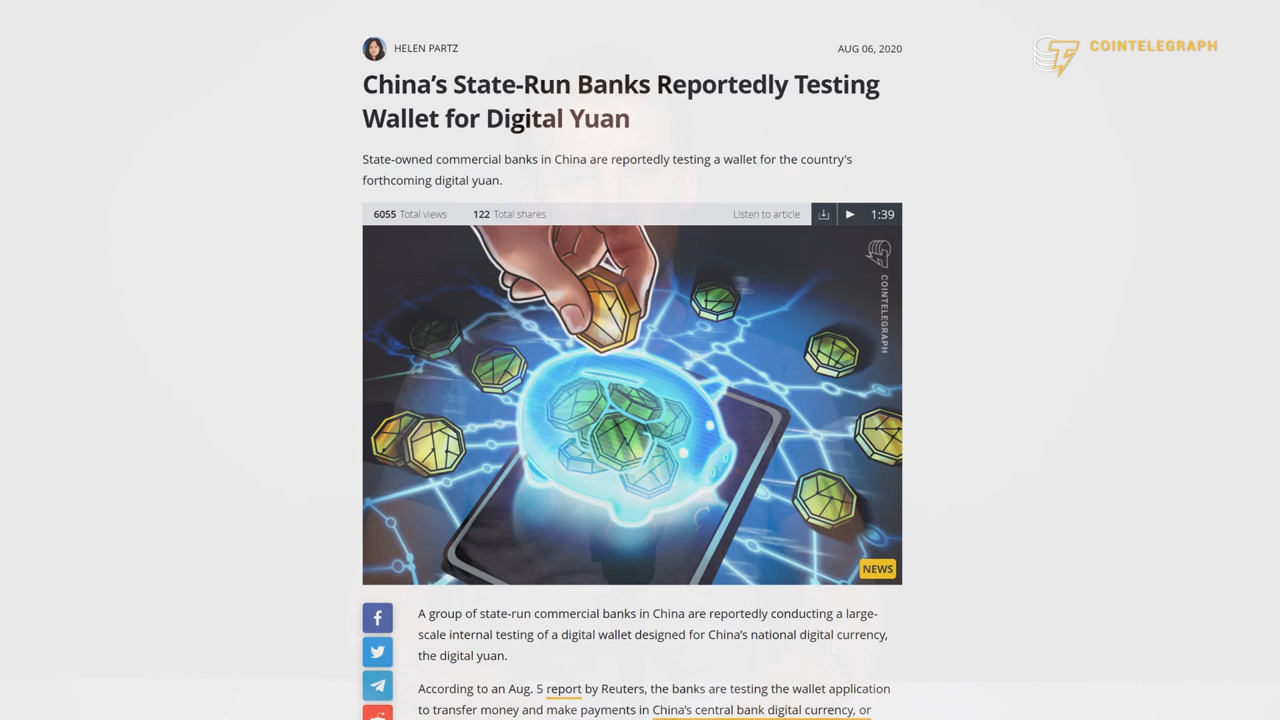 HELEN PARTZ
AUG 06, 2020
COINTELEGRAPH
China's State-Run Banks Reportedly Testing
Wallet for Digital Yuan
State-owned commercial banks in China are reportedly testing a wallet for the country's
forthcoming digital yuan.
6055 Total views
122 Total shares
Listen to article
1:39
COINTELEGRAPH
NEWS
A group of state-run commercial banks in China are reportedly conducting a large-
scale internal testing of a digital wallet designed for China's national digital currency,
the digital yuan.
According to an Aug. 5 report by Reuters, the banks are testing the wallet application
to transfer money and make payments in China's central bank digital currency, or